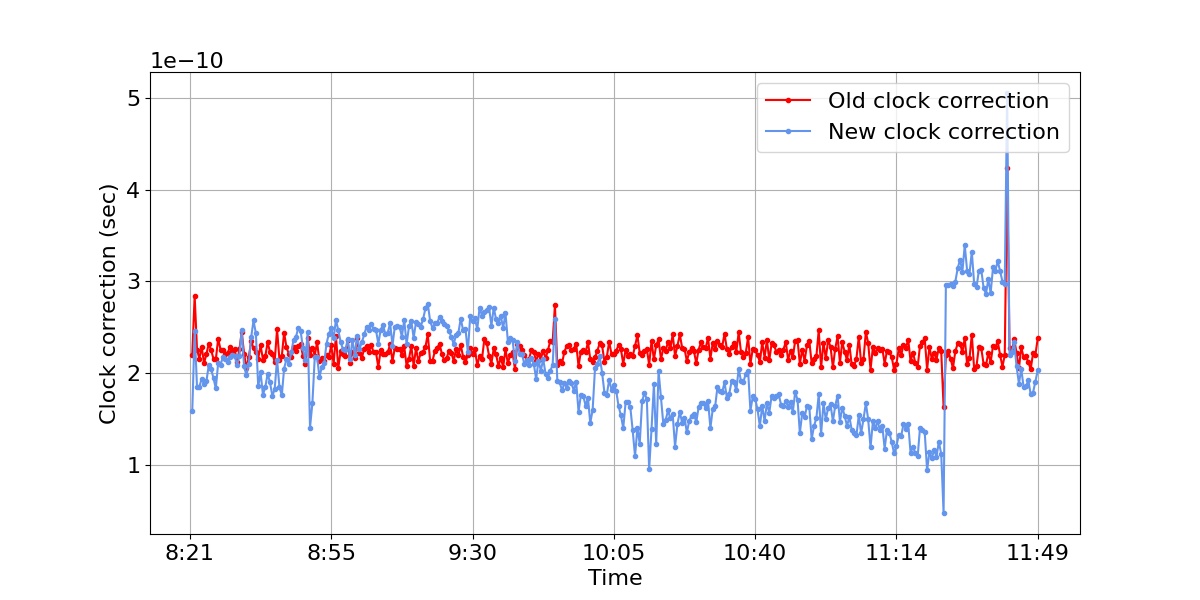 1e−10
Old clock correction
New clock correction
5
4
3
2
1
Clock correction (sec)
8:21 8:55 9:30 10:05 10:40 11:14 11:49
Time